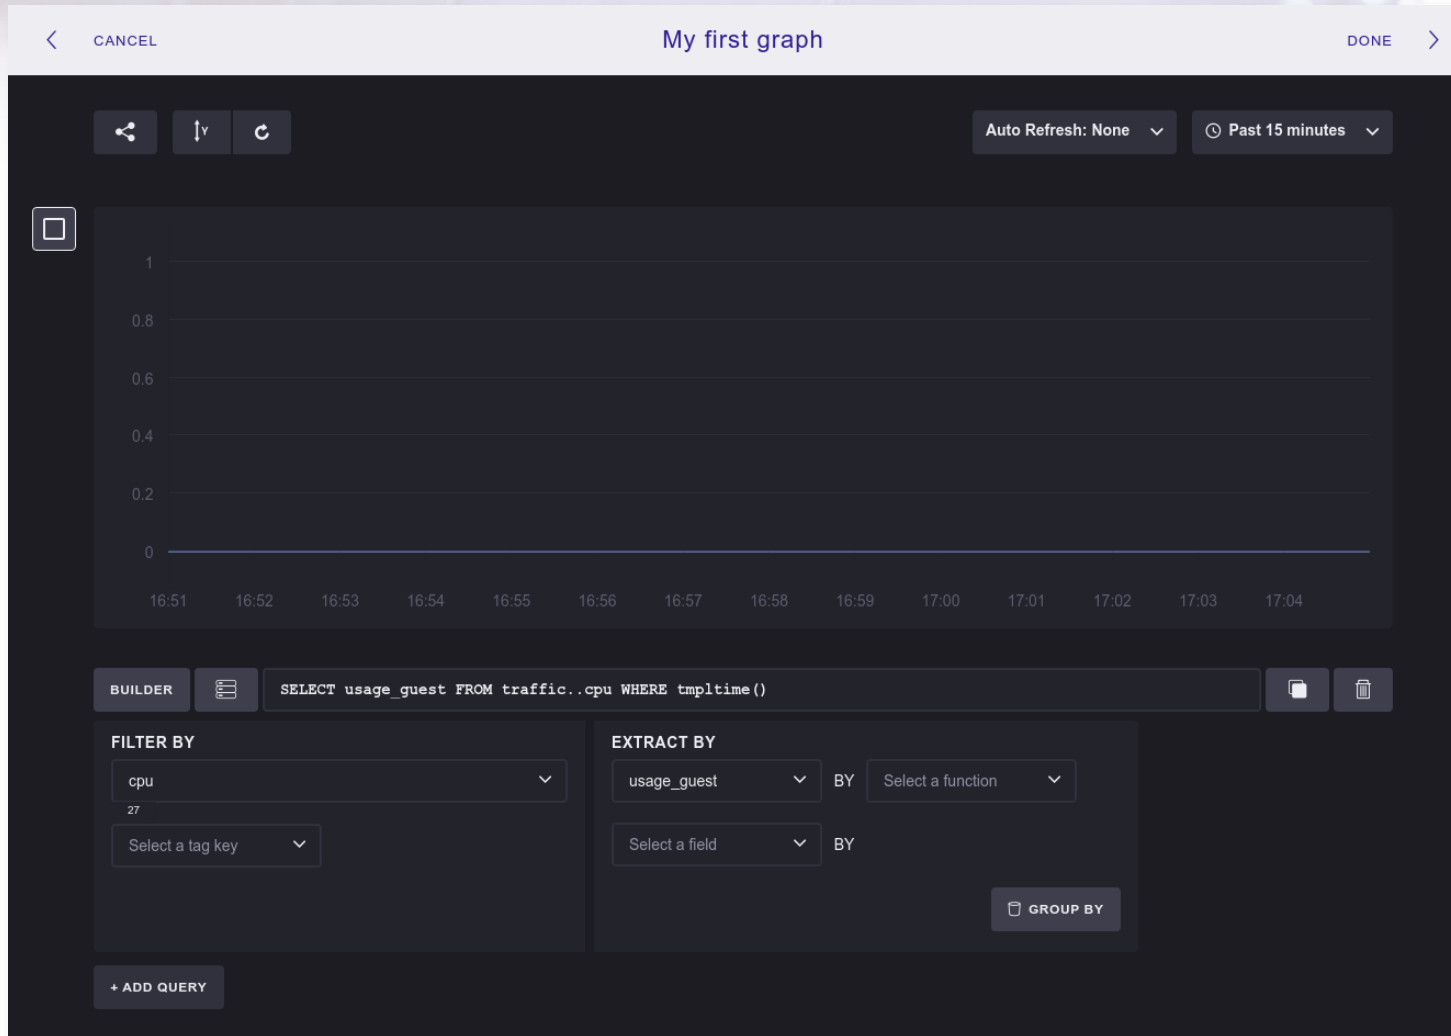 CANCEL
My first graph
DONE
Y
Auto Refresh: None
Past 15 minutes
1
0.8
0.6
0.4
0.2
0
16:51 16:52 16:53 16:54 16:55 16:56 16:57 16:58 16:59 17:00 17:01 17:02 17:03 17:04
BUILDER
SELECT usage_guest FROM traffic..cpu WHERE tmpltime()
FILTER BY
cpu
27
Select a tag key
EXTRACT BY
usage_guest BY Select a function
Select a field BY
GROUP BY
+ ADD QUERY